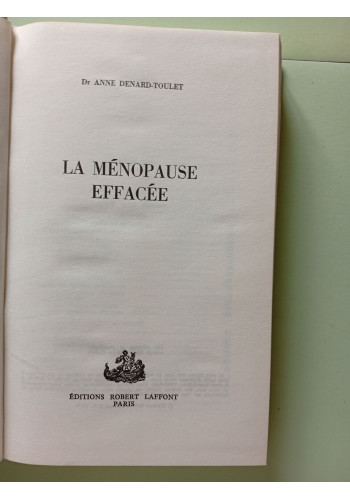 Dr ANNE DENARD-TOULET
LA MÉNOPAUSE
EFFACÉE
ÉDITIONS ROBERT LAFFONT
PARIS